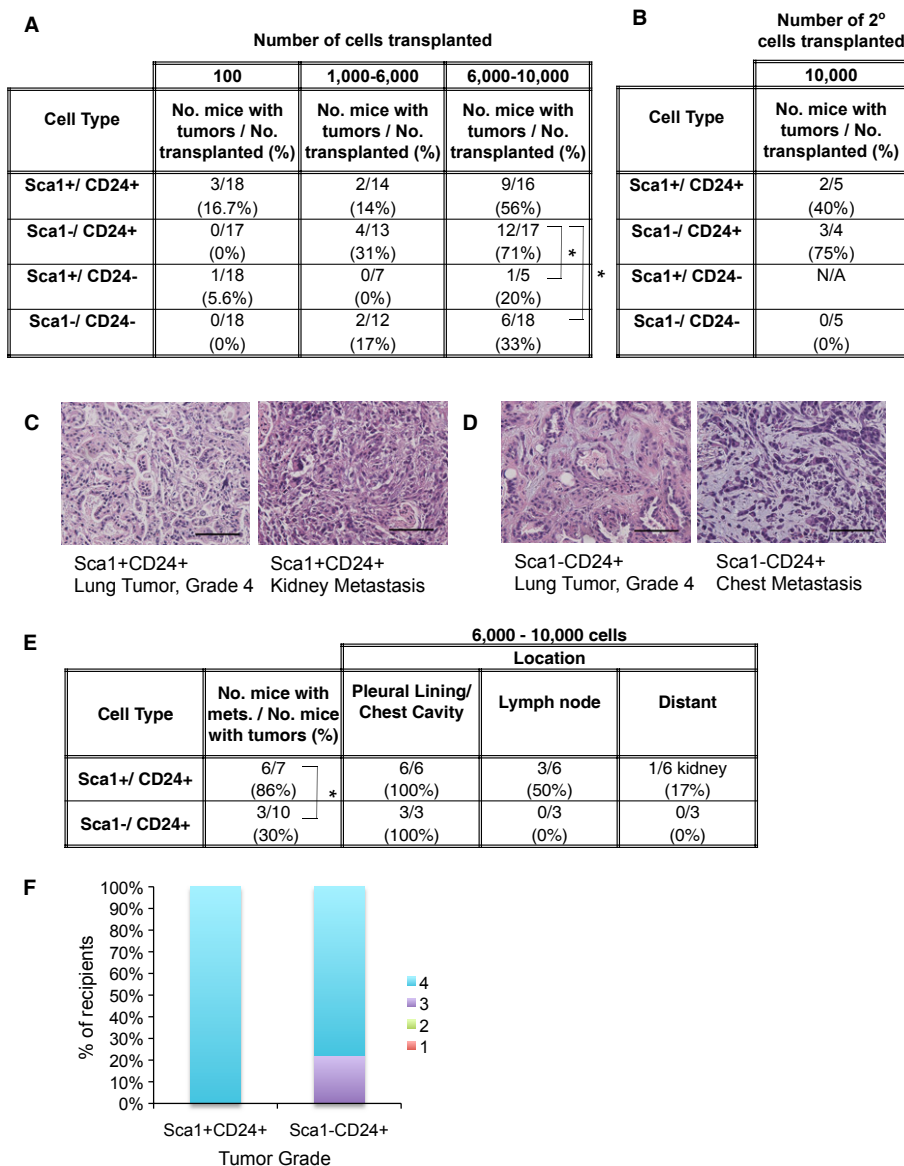 A
Number of cells transplanted
100 1,000-6,000 6,000-10,000
Cell Type
No. mice with tumors / No. transplanted (%)
No. mice with tumors / No. transplanted (%)
No. mice with tumors / No. transplanted (%)
Sca1+/ CD24+ 3/18 2/14 9/16
(16.7%) (14%) (56%)
Sca1-/ CD24+ 0/17 4/13 12/17
(0%) (31%) (71%)
*
Sca1+/ CD24- 1/18 0/7 1/5
(5.6%) (0%) (20%)
*
Sca1-/ CD24- 0/18 2/12 6/18
(0%) (17%) (33%)
B
Number of 2º
cells transplanted
10,000
Cell Type
No. mice with
tumors / No.
transplanted (%)
Sca1+/ CD24+ 2/5
(40%)
Sca1-/ CD24+ 3/4
(75%)
Sca1+/ CD24- N/A
Sca1-/ CD24- 0/5
(0%)
C
Sca1+CD24+
Lung Tumor, Grade 4
Sca1+CD24+
Kidney Metastasis
D
Sca1-CD24+
Lung Tumor, Grade 4
Sca1-CD24+
Chest Metastasis
E
6,000 - 10,000 cells
Location
Cell Type
No. mice with
mets. / No. mice
with tumors (%)
Pleural Lining/
Chest Cavity
Lymph node
Distant
Sca1+/ CD24+ 6/7 6/6 3/6 1/6 kidney
(86%) (100%) (50%) (17%)
*
Sca1-/ CD24+ 3/10 3/3 0/3 0/3
(30%) (100%) (0%) (0%)
F
% of recipients
100%
90%
80%
70%
60%
50%
40%
30%
20%
10%
0%
4
3
2
1
Sca1+CD24+ Sca1-CD24+
Tumor Grade